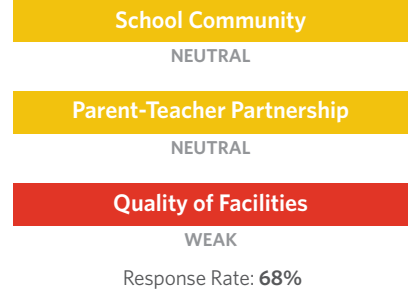 School Community
NEUTRAL
Parent-Teacher Partnership
NEUTRAL
Quality of Facilities
WEAK
Response Rate: 68%